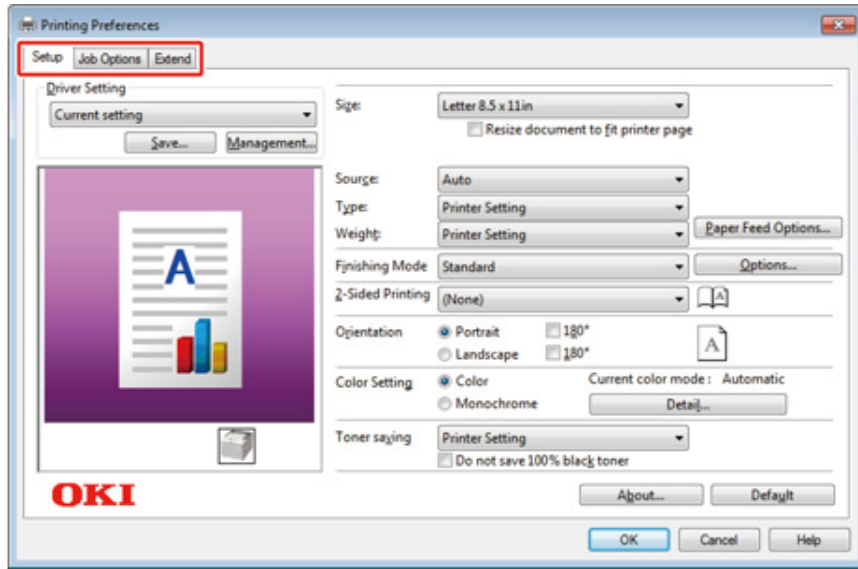 Printing Preferences
Setup Job Options Extend
Driver Setting
Current setting
Save... Management...
A
OKI
Size: Letter 8.5 x 11in
Resize document to fit printer page
Source: Auto
Type: Printer Setting
Weight: Printer Setting Paper Feed Options...
Finishing Mode Standard Options...
2-Sided Printing (None) A
Orientation Portrait 180°
Landscape 180° A
Color Setting Color Current color mode : Automatic
Monochrome Detail...
Toner saving Printer Setting
Do not save 100% black toner
About... Default
OK Cancel Help